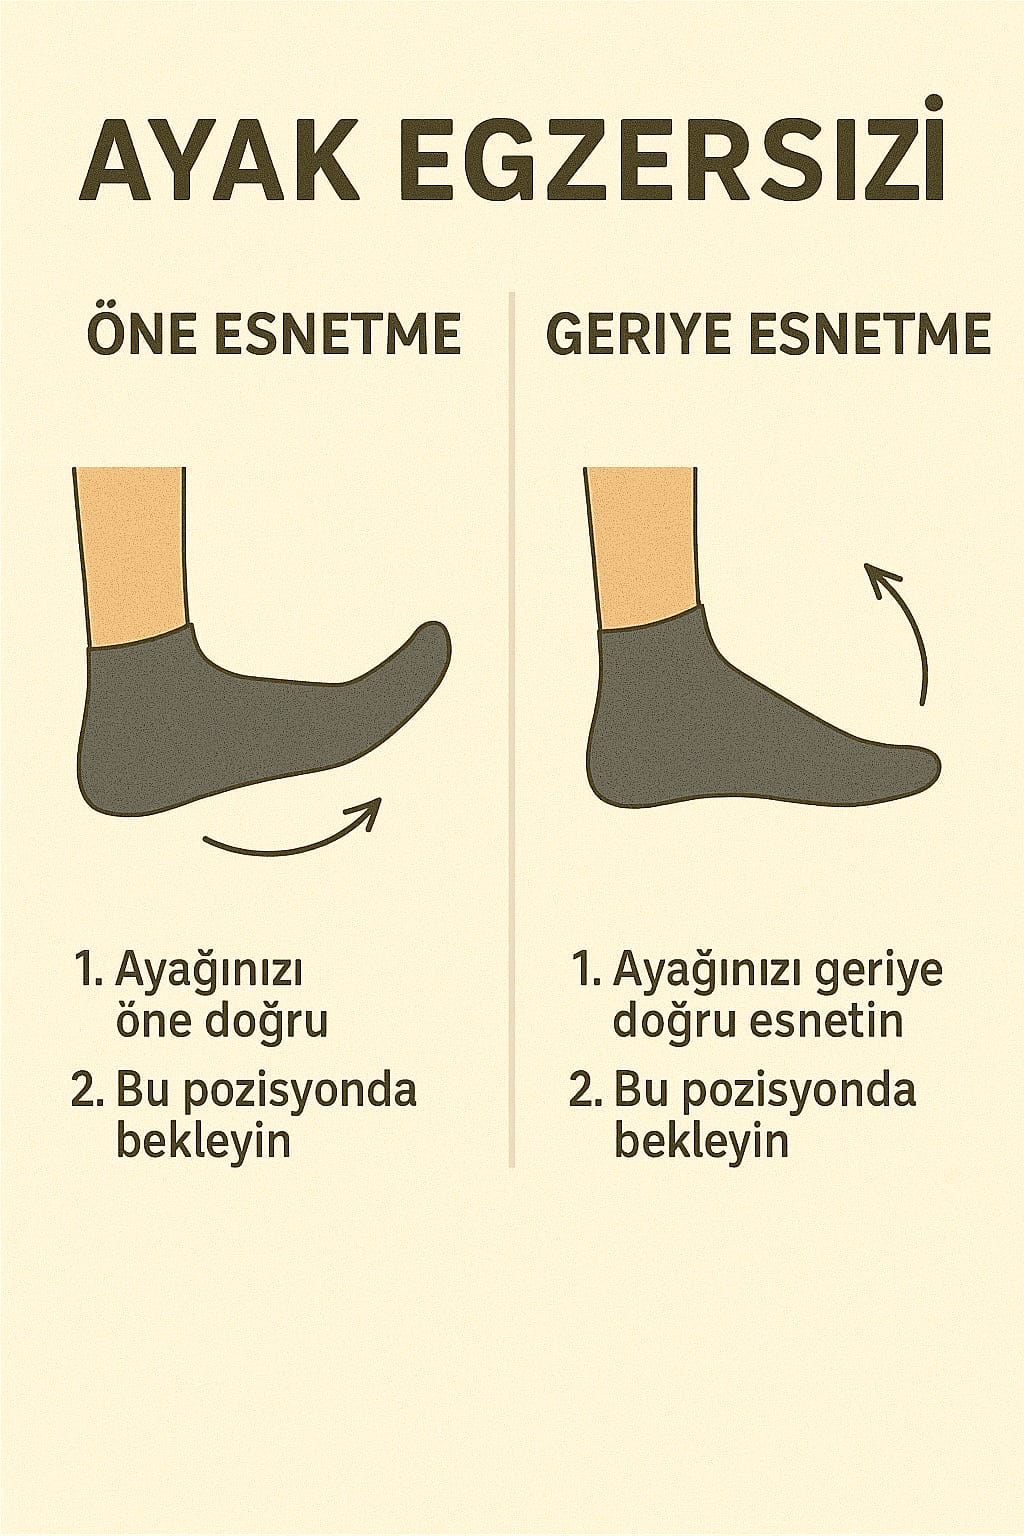 AYAK EGZERSIZİ
ÖNE ESNETME
1. Ayağınızı
öne doğru
2. Bu pozisyonda
bekleyin
GERIYE ESNETME
1. Ayağınızı geriye
doğru esnetin
2. Bu pozisyonda
bekleyin